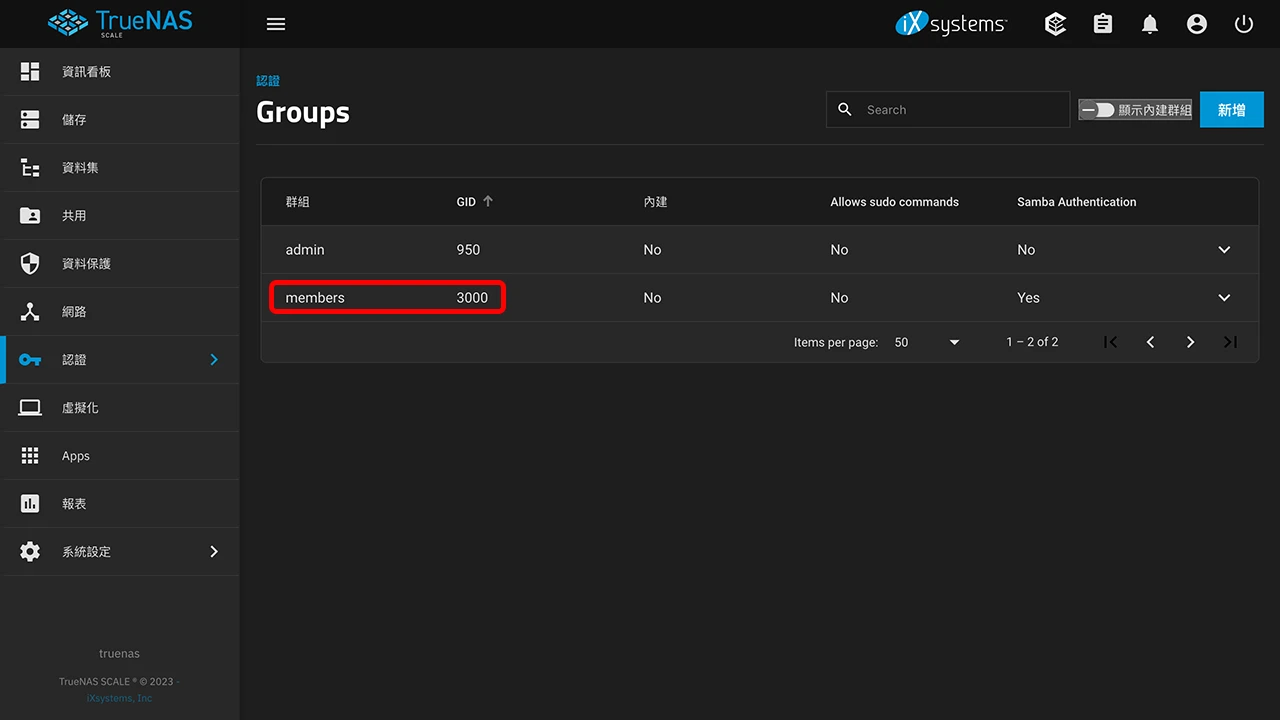 TrueNAS
SCALE
iXsystems
資訊看板
儲存
資料集
共用
資料保護
網路
認證
虛擬化
Apps
報表
系統設定
truenas
TrueNAS SCALE ® © 2023 -
iXsystems, Inc
認證
Groups
Search
顯示內建群組
新增
群組 GID 內建 Allows sudo commands Samba Authentication
admin 950 No No No
members 3000 No No Yes
Items per page: 50 1 – 2 of 2